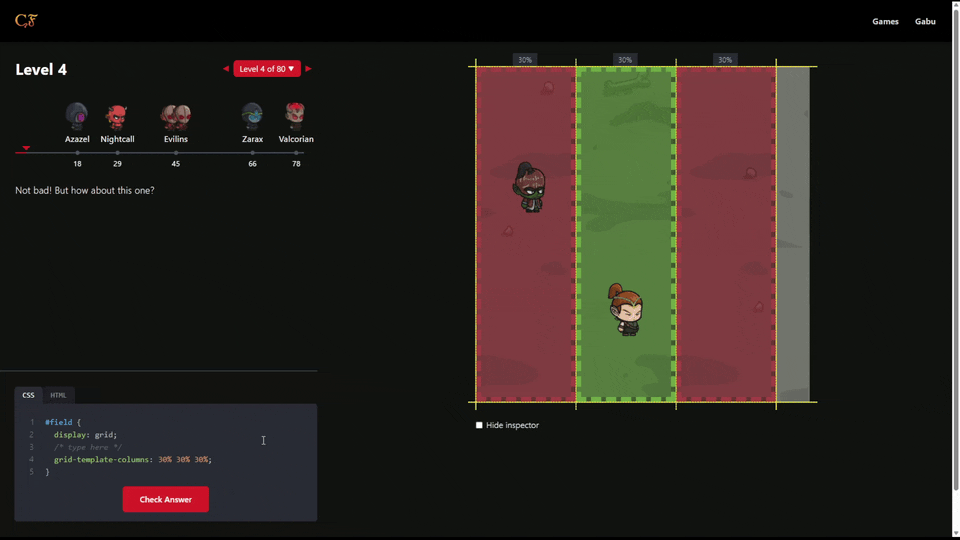 CF
Games
Gabu
Level 4
◀ Level 4 of 80 ▼ ▶
Azazel Nightcall Evilins Zarax Valcorian
18 29 45 66 78
Not bad! But how about this one?
30% 30% 30%
CSS HTML
1 #field {
2 display: grid;
3 /* type here */
4 grid-template-columns: 30% 30% 30%;
5 }
Check Answer
Hide inspector